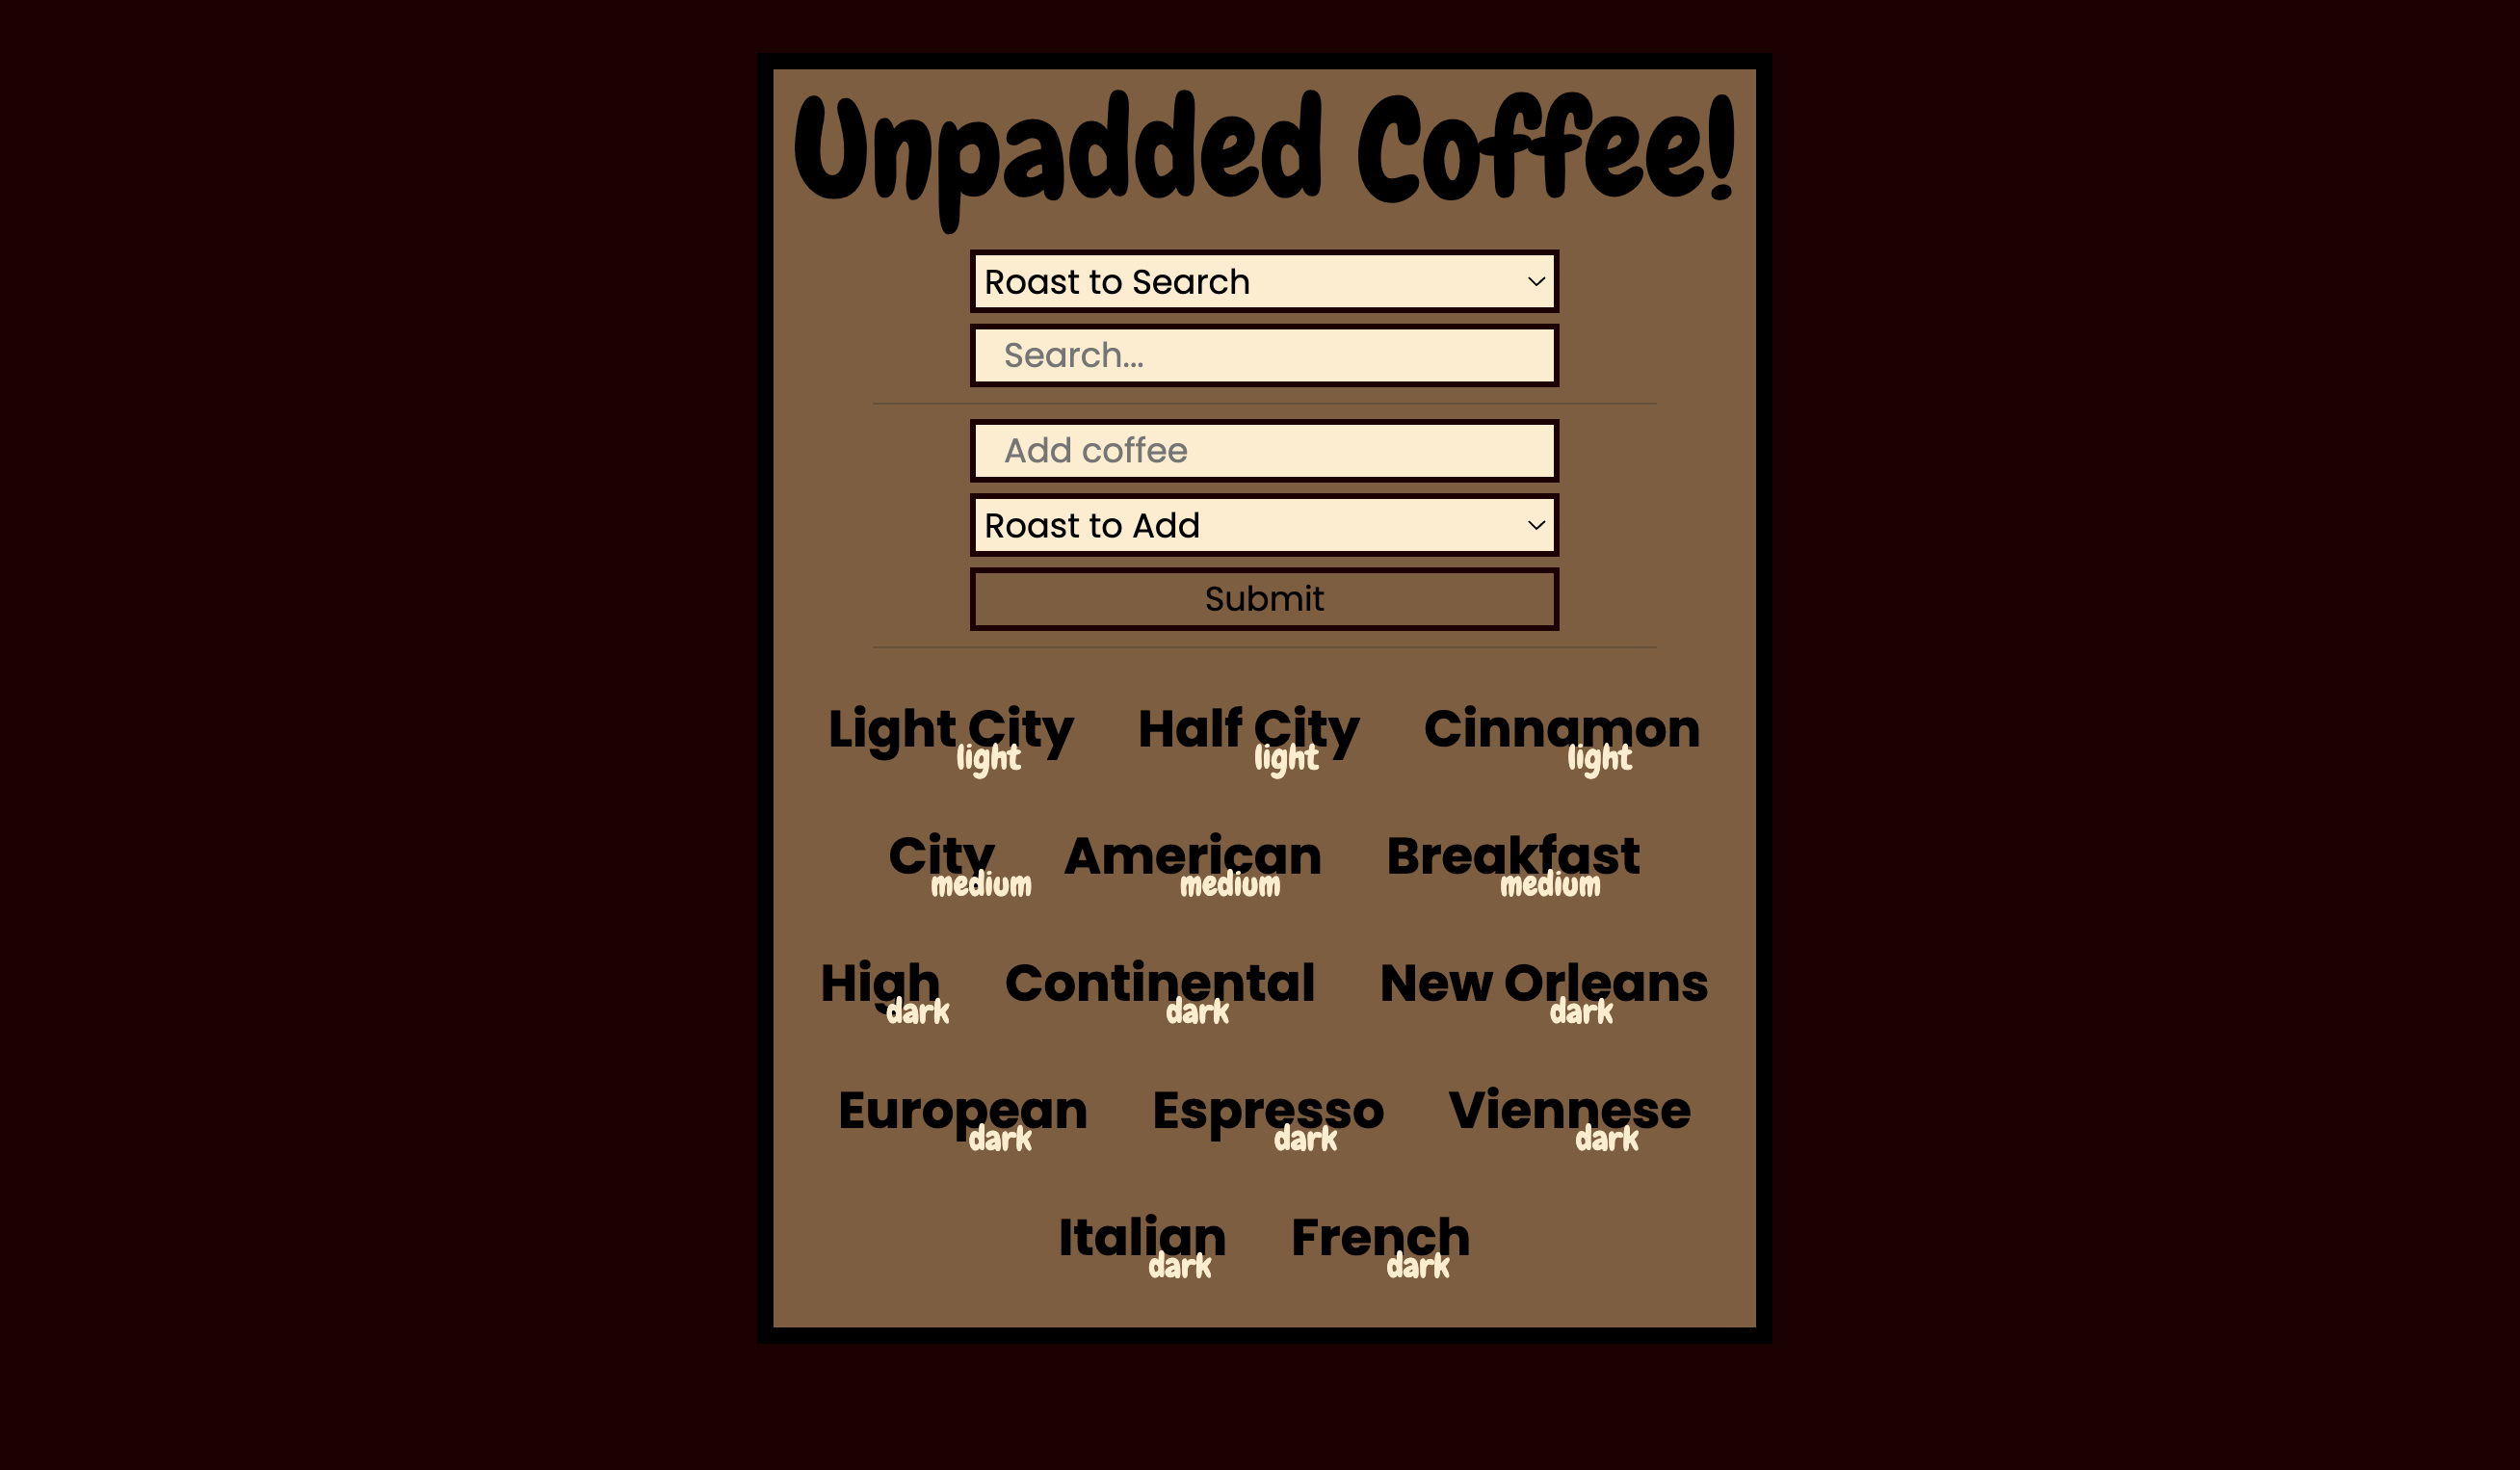 Unpadded Coffee!
Roast to Search
Search...
Add coffee
Roast to Add
Submit
Light City Half City Cinnamon
light light light
City American Breakfast
medium medium medium
High Continental New Orleans
dark dark dark
European Espresso Viennese
dark dark dark
Italian French
dark dark